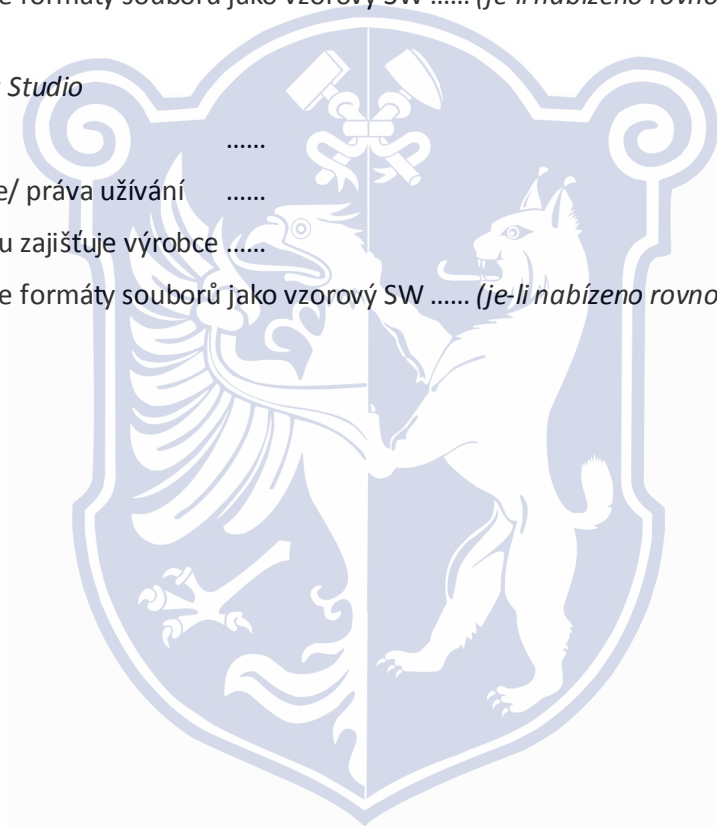 e formáty souborů jako vzorový SW ...... (je-li nabízeno rovno
Studio
......
e/ práva užívání ......
u zajišťuje výrobce ......
e formáty souborů jako vzorový SW ...... (je-li nabízeno rovno